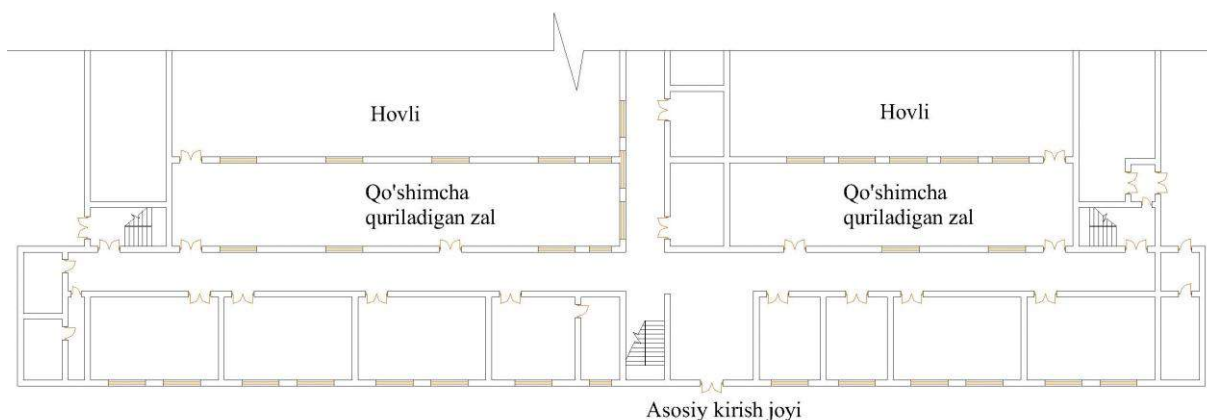 Hovli
Hovli
Qo'shimcha
quriladigan zal
Qo'shimcha
quriladigan zal
Asosiy kirish joyi